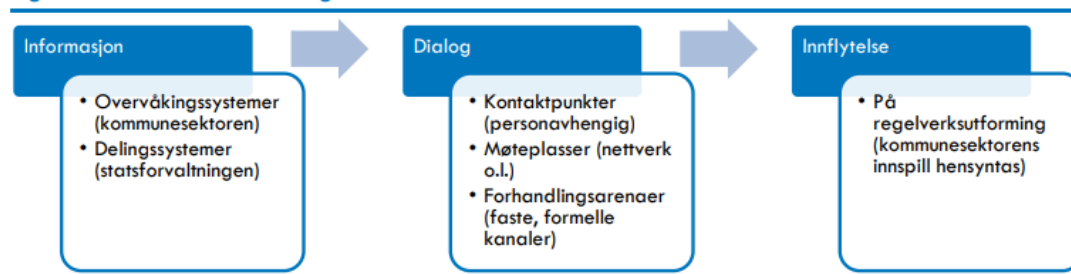 Informasjon
• Overvåkingssystemer
(kommunesektoren)
• Delingssystemer
(statsforvaltningen)
Dialog
• Kontaktpunkter
(personavhengig)
• Møteplasser (nettverk
o.l.)
• Forhandlingsarenaer
(faste, formelle
kanaler)
Innflytelse
• På
regelverksutforming
(kommunesektorens
innspill hensyntas)